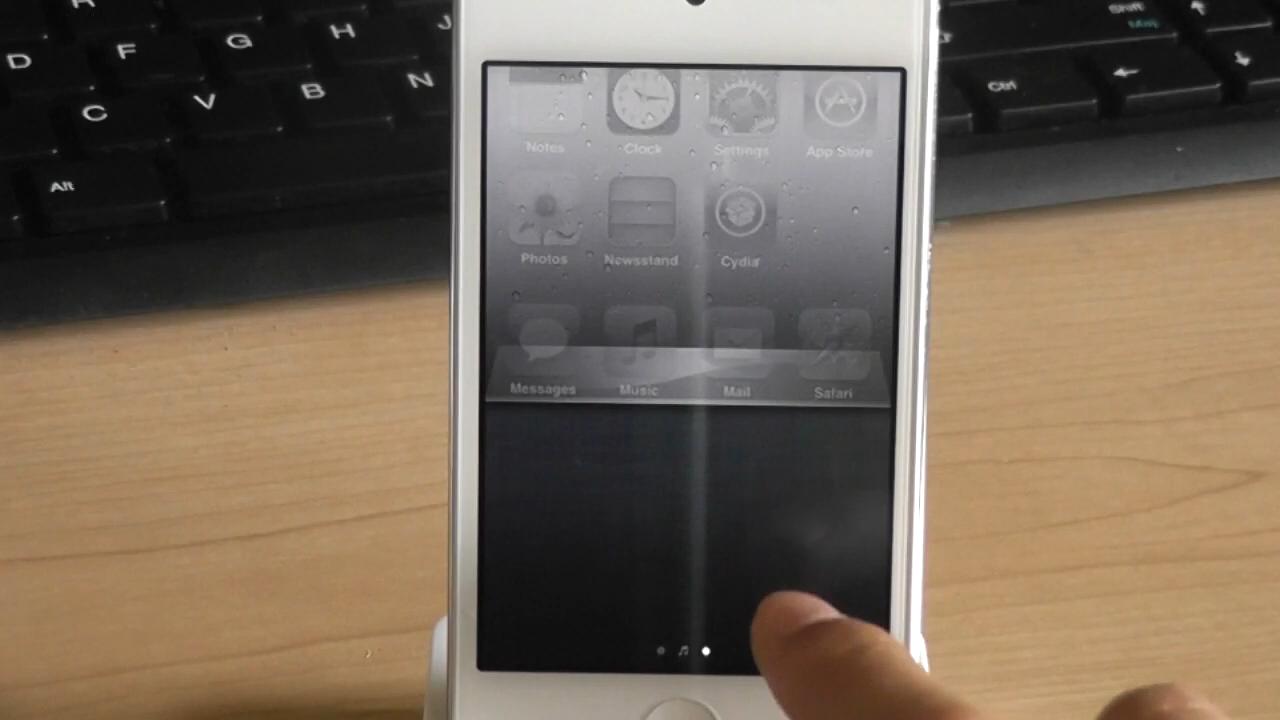 R
D F G H J
C V B N
Alt
Shift
Ctrl
Notes Clock Settings App Store
Photos Newsstand Cydia
Messages Music Mail Safari